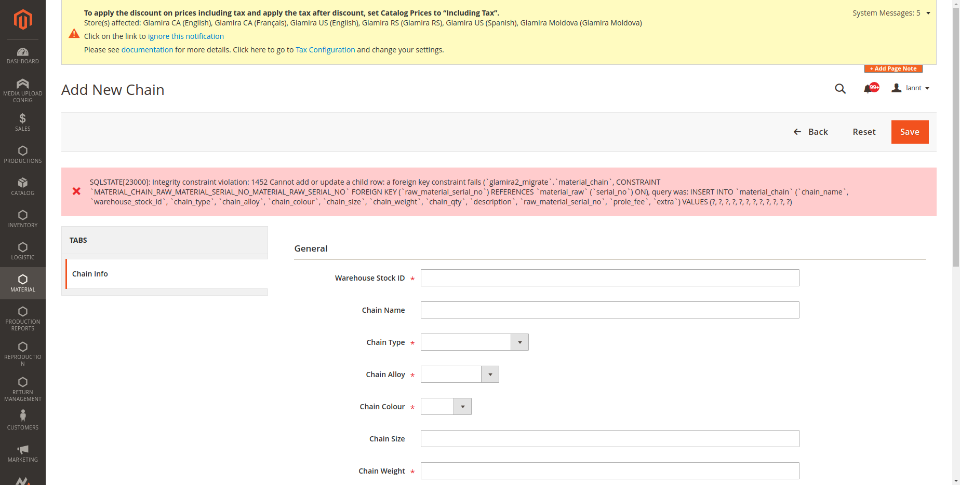 To apply the discount on prices including tax and apply the tax after discount, set Catalog Prices to "Including Tax".
Store(s) affected: Glamira CA (English), Glamira CA (Français), Glamira US (English), Glamira RS (Glamira RS), Glamira US (Spanish), Glamira Moldova (Glamira Moldova)
Click on the link to ignore this notification
Please see documentation for more details. Click here to go to Tax Configuration and change your settings.
System Messages: 5
+ Add Page Note
Add New Chain
99+
lannt
Back
Reset
Save
SQLSTATE[23000]: Integrity constraint violation: 1452 Cannot add or update a child row: a foreign key constraint fails (`glamira2_migrate`.`material_chain`, CONSTRAINT
`MATERIAL_CHAIN_RAW_MATERIAL_SERIAL_NO_MATERIAL_RAW_SERIAL_NO` FOREIGN KEY (`raw_material_serial_no`) REFERENCES `material_raw` (`serial_no`) ON), query was: INSERT INTO `material_chain` (`chain_name`,
`warehouse_stock_id`, `chain_type`, `chain_alloy`, `chain_colour`, `chain_size`, `chain_weight`, `chain_qty`, `description`, `raw_material_serial_no`, `prole_fee`, `extra`) VALUES (?, ?, ?, ?, ?, ?, ?, ?, ?, ?, ?, ?)
TABS
Chain Info
General
Warehouse Stock ID *
Chain Name
Chain Type *
Chain Alloy *
Chain Colour *
Chain Size
Chain Weight *
DASHBOARD
MEDIA UPLOAD
CONFIG
SALES
PRODUCTIONS
CATALOG
INVENTORY
LOGISTIC
MATERIAL
PRODUCTION
REPORTS
REPRODUCTIO
N
RETURN
MANAGEMENT
CUSTOMERS
MARKETING